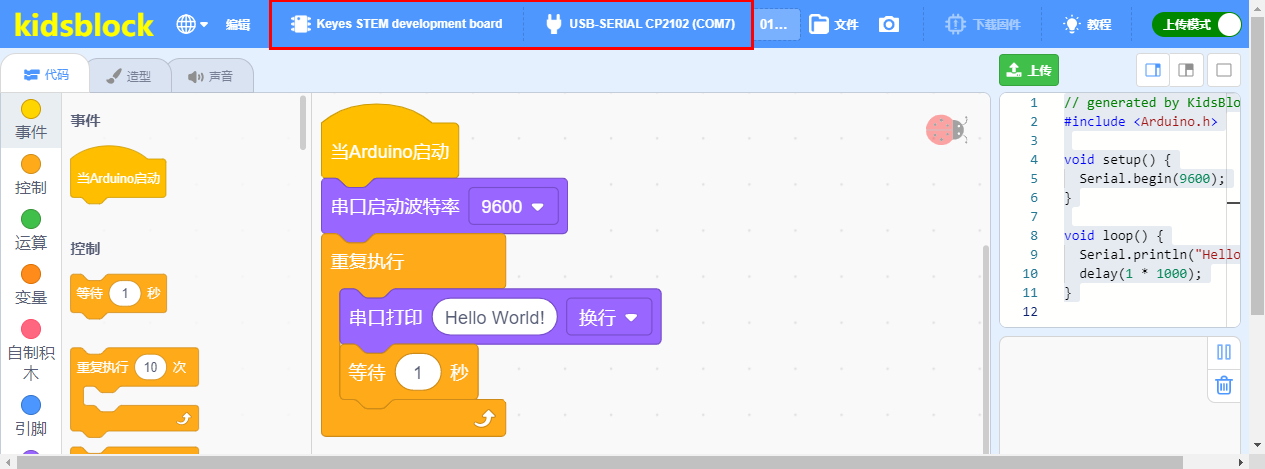 kidsblock
编辑
Keyes STEM development board
USB-SERIAL CP2102 (COM7)
01...
文件
下载固件
教程
上传模式
代码
造型
声音
上传
事件
控制
运算
变量
自制积木
引脚
事件
当Arduino启动
控制
等待 1 秒
重复执行 10 次
当Arduino启动
串口启动波特率 9600
重复执行
串口打印 Hello World! 换行
等待 1 秒
1 // generated by KidsBlo
2 #include <Arduino.h>
3
4 void setup() {
5 Serial.begin(9600);
6 }
7
8 void loop() {
9 Serial.println("Hello
10 delay(1 * 1000);
11 }
12